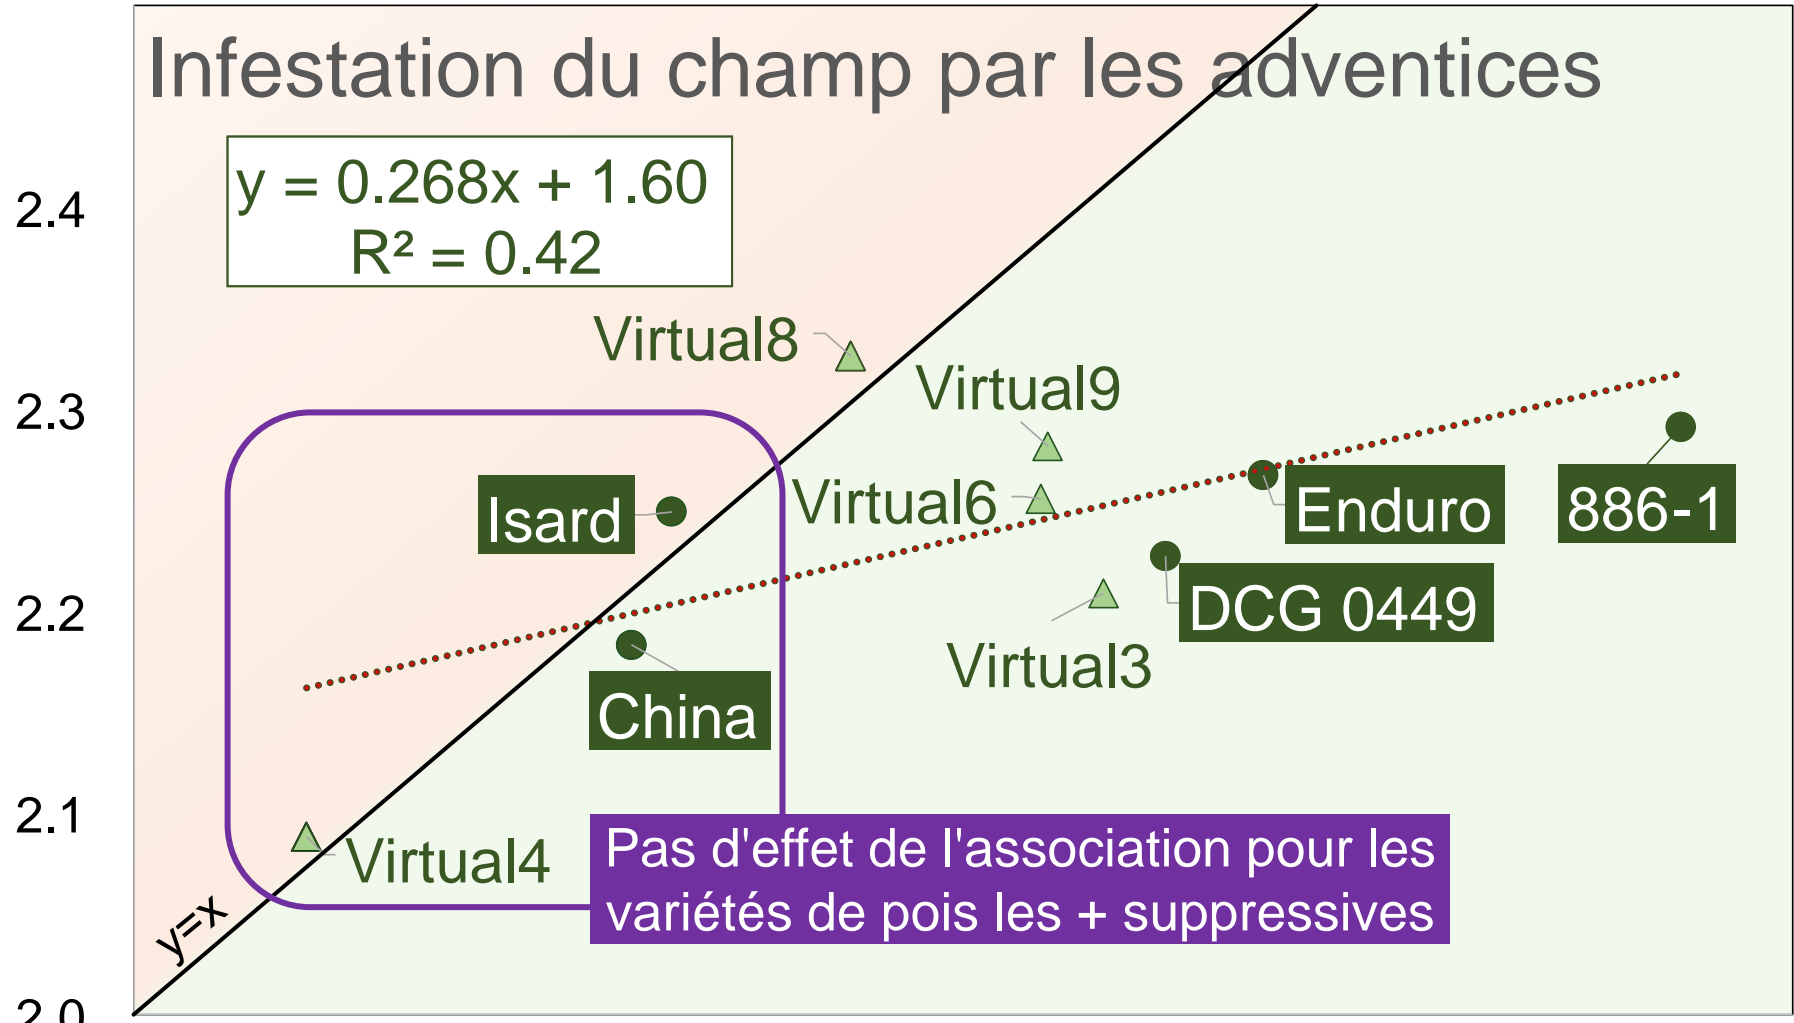 Infestation du champ par les adventices
y = 0.268x + 1.60
R² = 0.42
2.4
2.3
2.2
2.1
2.0
Virtual8
Virtual9
Isard
Virtual6
Enduro
886-1
DCG 0449
Virtual3
China
Virtual4
y=x
Pas d'effet de l'association pour les
variétés de pois les + suppressives